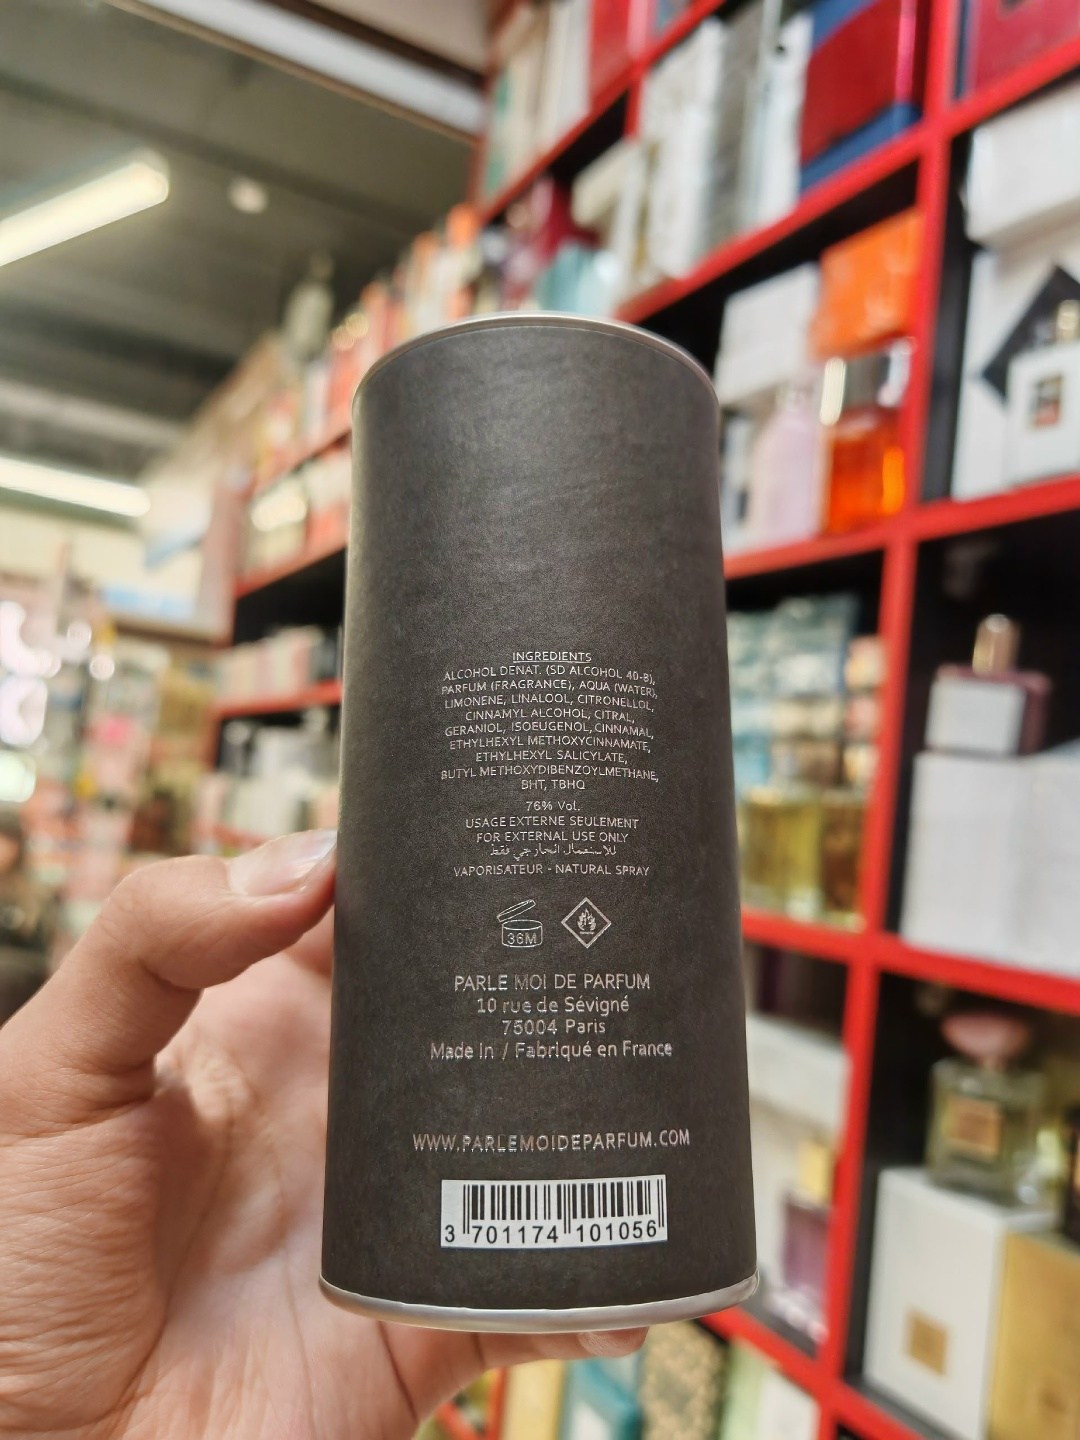 INGREDIENTS
ALCOHOL DENAT. (SD ALCOHOL 40-B),
PARFUM (FRAGRANCE), AQUA (WATER),
LIMONENE, LINALOOL, CITRONELLOL,
CINNAMYL ALCOHOL, CITRAL,
GERANIOL, ISOEUGENOL, CINNAMAL,
ETHYLHEXYL METHOXYCINNAMATE,
ETHYLHEXYL SALICYLATE,
BUTYL METHOXYDIBENZOYLMETHANE,
BHT, TBHQ
76% Vol.
USAGE EXTERNE SEULEMENT
FOR EXTERNAL USE ONLY
للاستعمال الخارجي فقط
VAPORISATEUR - NATURAL SPRAY
36M
PARLE MOI DE PARFUM
10 rue de Sévigné
75004 Paris
Made in / Fabriqué en France
WWW.PARLEMOIDEPARFUM.COM
3 701174 101056